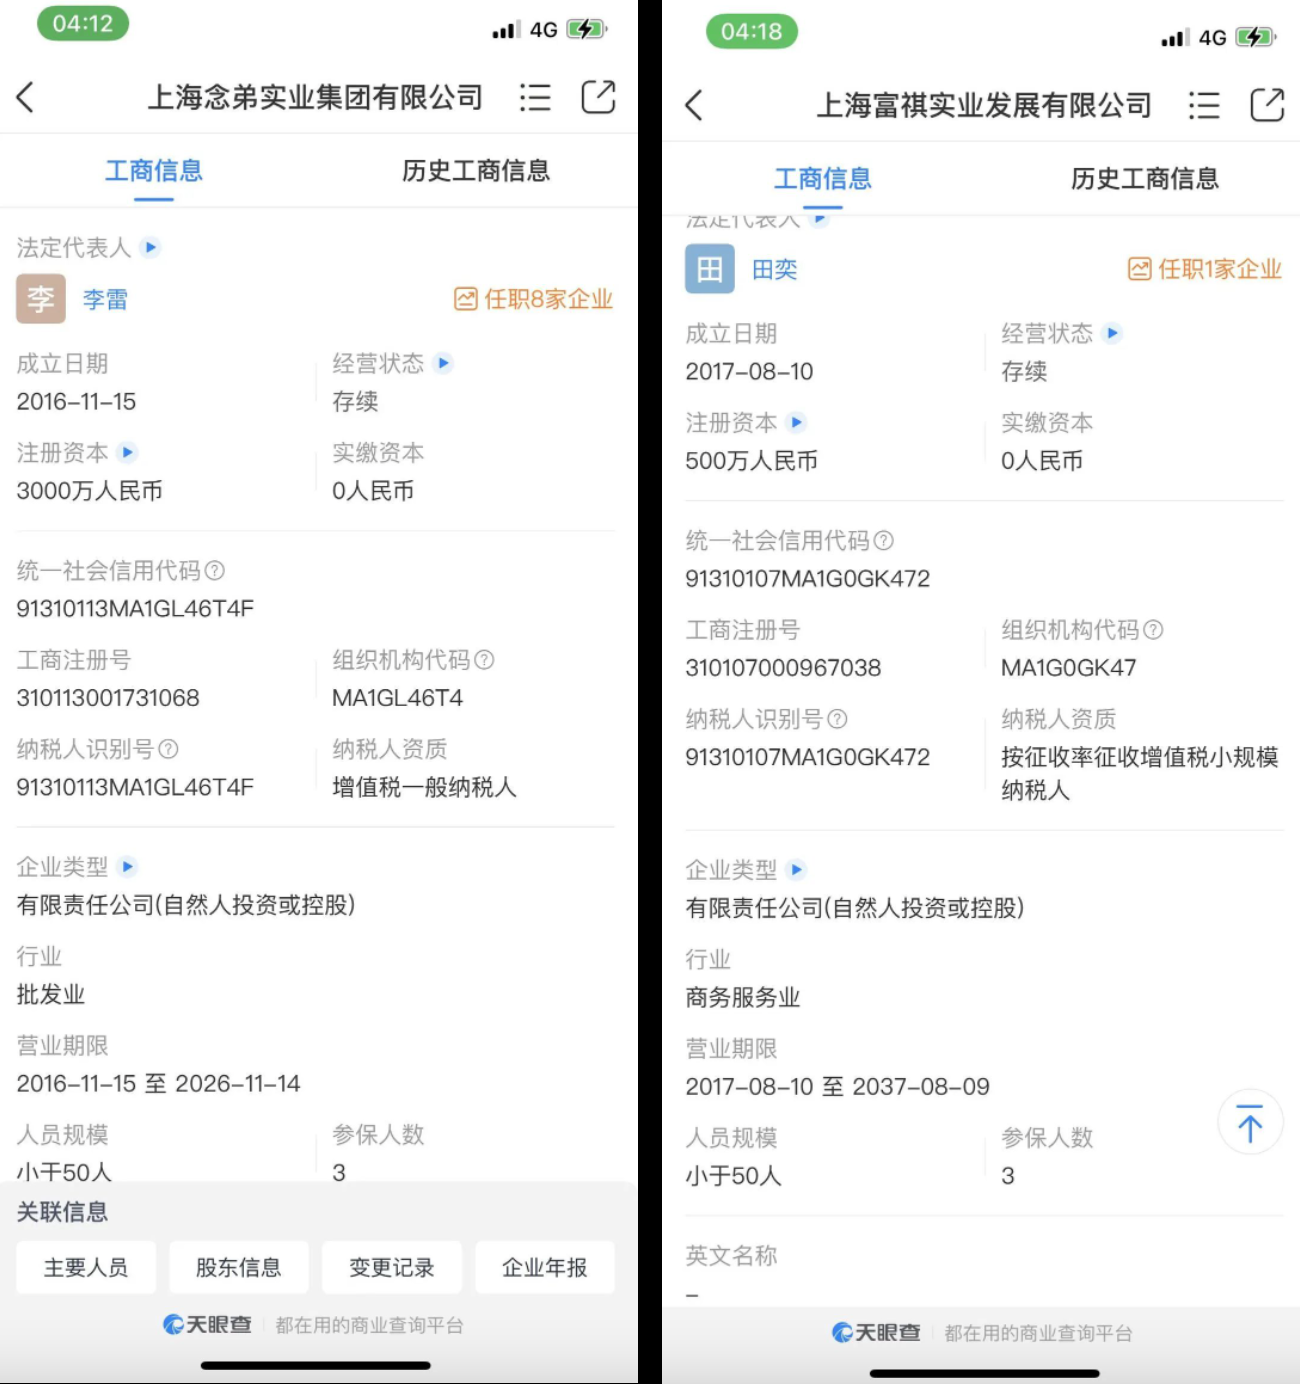 04:12
4G
上海念弟实业集团有限公司
工商信息
历史工商信息
法定代表人
李
李雷
任职8家企业
成立日期
经营状态
2016-11-15
存续
注册资本
实缴资本
3000万人民币
0人民币
统一社会信用代码?
91310113MA1GL46T4F
工商注册号
组织机构代码?
310113001731068
MA1GL46T4
纳税人识别号?
纳税人资质
91310113MA1GL46T4F
增值税一般纳税人
企业类型
有限责任公司(自然人投资或控股)
行业
批发业
营业期限
2016-11-15 至 2026-11-14
人员规模
参保人数
小于50人
3
关联信息
主要人员
股东信息
变更记录
企业年报
天眼查
都在用的商业查询平台
04:18
4G
上海富祺实业发展有限公司
工商信息
历史工商信息
法定代表人
田
田奕
任职1家企业
成立日期
经营状态
2017-08-10
存续
注册资本
实缴资本
500万人民币
0人民币
统一社会信用代码?
91310107MA1G0GK472
工商注册号
组织机构代码?
310107000967038
MA1G0GK47
纳税人识别号?
纳税人资质
91310107MA1G0GK472
按征收率征收增值税小规模
纳税人
企业类型
有限责任公司(自然人投资或控股)
行业
商务服务业
营业期限
2017-08-10 至 2037-08-09
人员规模
参保人数
小于50人
3
英文名称
-
天眼查
都在用的商业查询平台